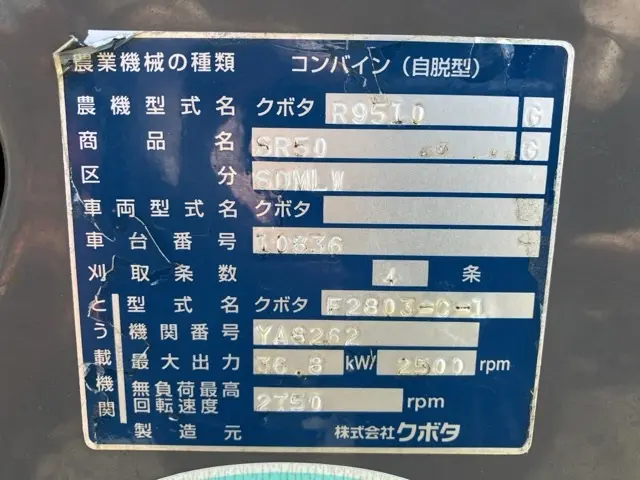 農業機械の種類 コンバイン（自脱型）
農機型式名 クボタ R9510 G
商品名 SR50 G
区分 SDMLW
車両型式名 クボタ
車台番号 10836
刈取条数 4 条
とう載機関
型式名 クボタ F2803-C-1
機関番号 YA8262
最大出力 36.8 kW/ 2500 rpm
無負荷最高回転速度 2750 rpm
製造元 株式会社クボタ